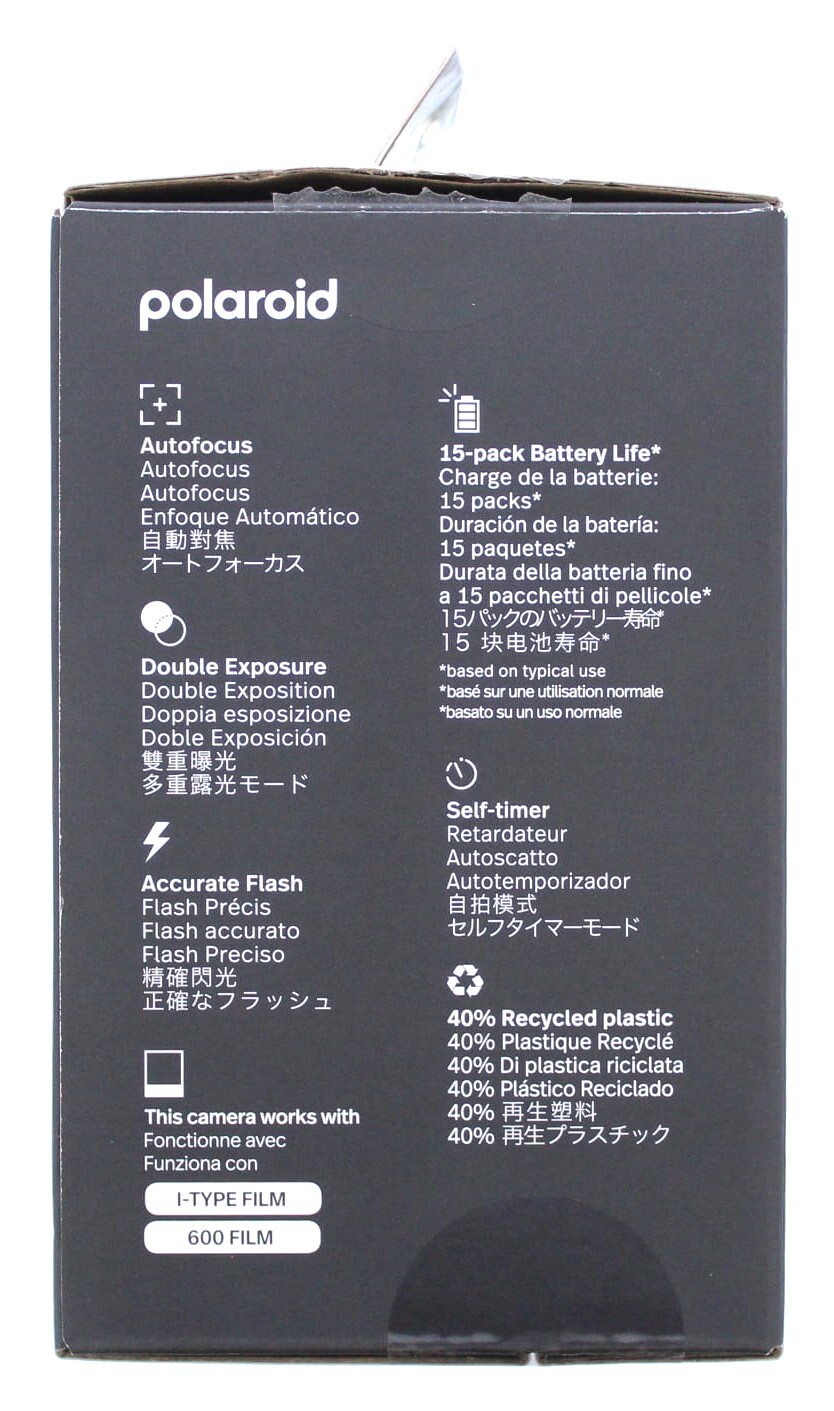 polaroid
Autofocus
Autofocus
Autofocus
Enfoque Automático
自動對焦
オートフォーカス
Double Exposure
Double Exposition
Doppia esposizione
Doble Exposición
雙重曝光
多重露光モード
Accurate Flash
Flash Précis
Flash accurato
Flash Preciso
精確閃光
正確なフラッシュ
This camera works with
Fonctionne avec
Funziona con
I-TYPE FILM
600 FILM
15-pack Battery Life*
Charge de la batterie:
15 packs*
Duración de la batería:
15 paquetes*
Durata della batteria fino
a 15 pacchetti di pellicole*
15パックのバッテリー寿命*
15 块电池寿命*
*based on typical use
*basé sur une utilisation normale
*basato su un uso normale
Self-timer
Retardateur
Autoscatto
Autotemporizador
自拍模式
セルフタイマーモード
40% Recycled plastic
40% Plastique Recyclé
40% Di plastica riciclata
40% Plástico Reciclado
40% 再生塑料
40% 再生プラスチック